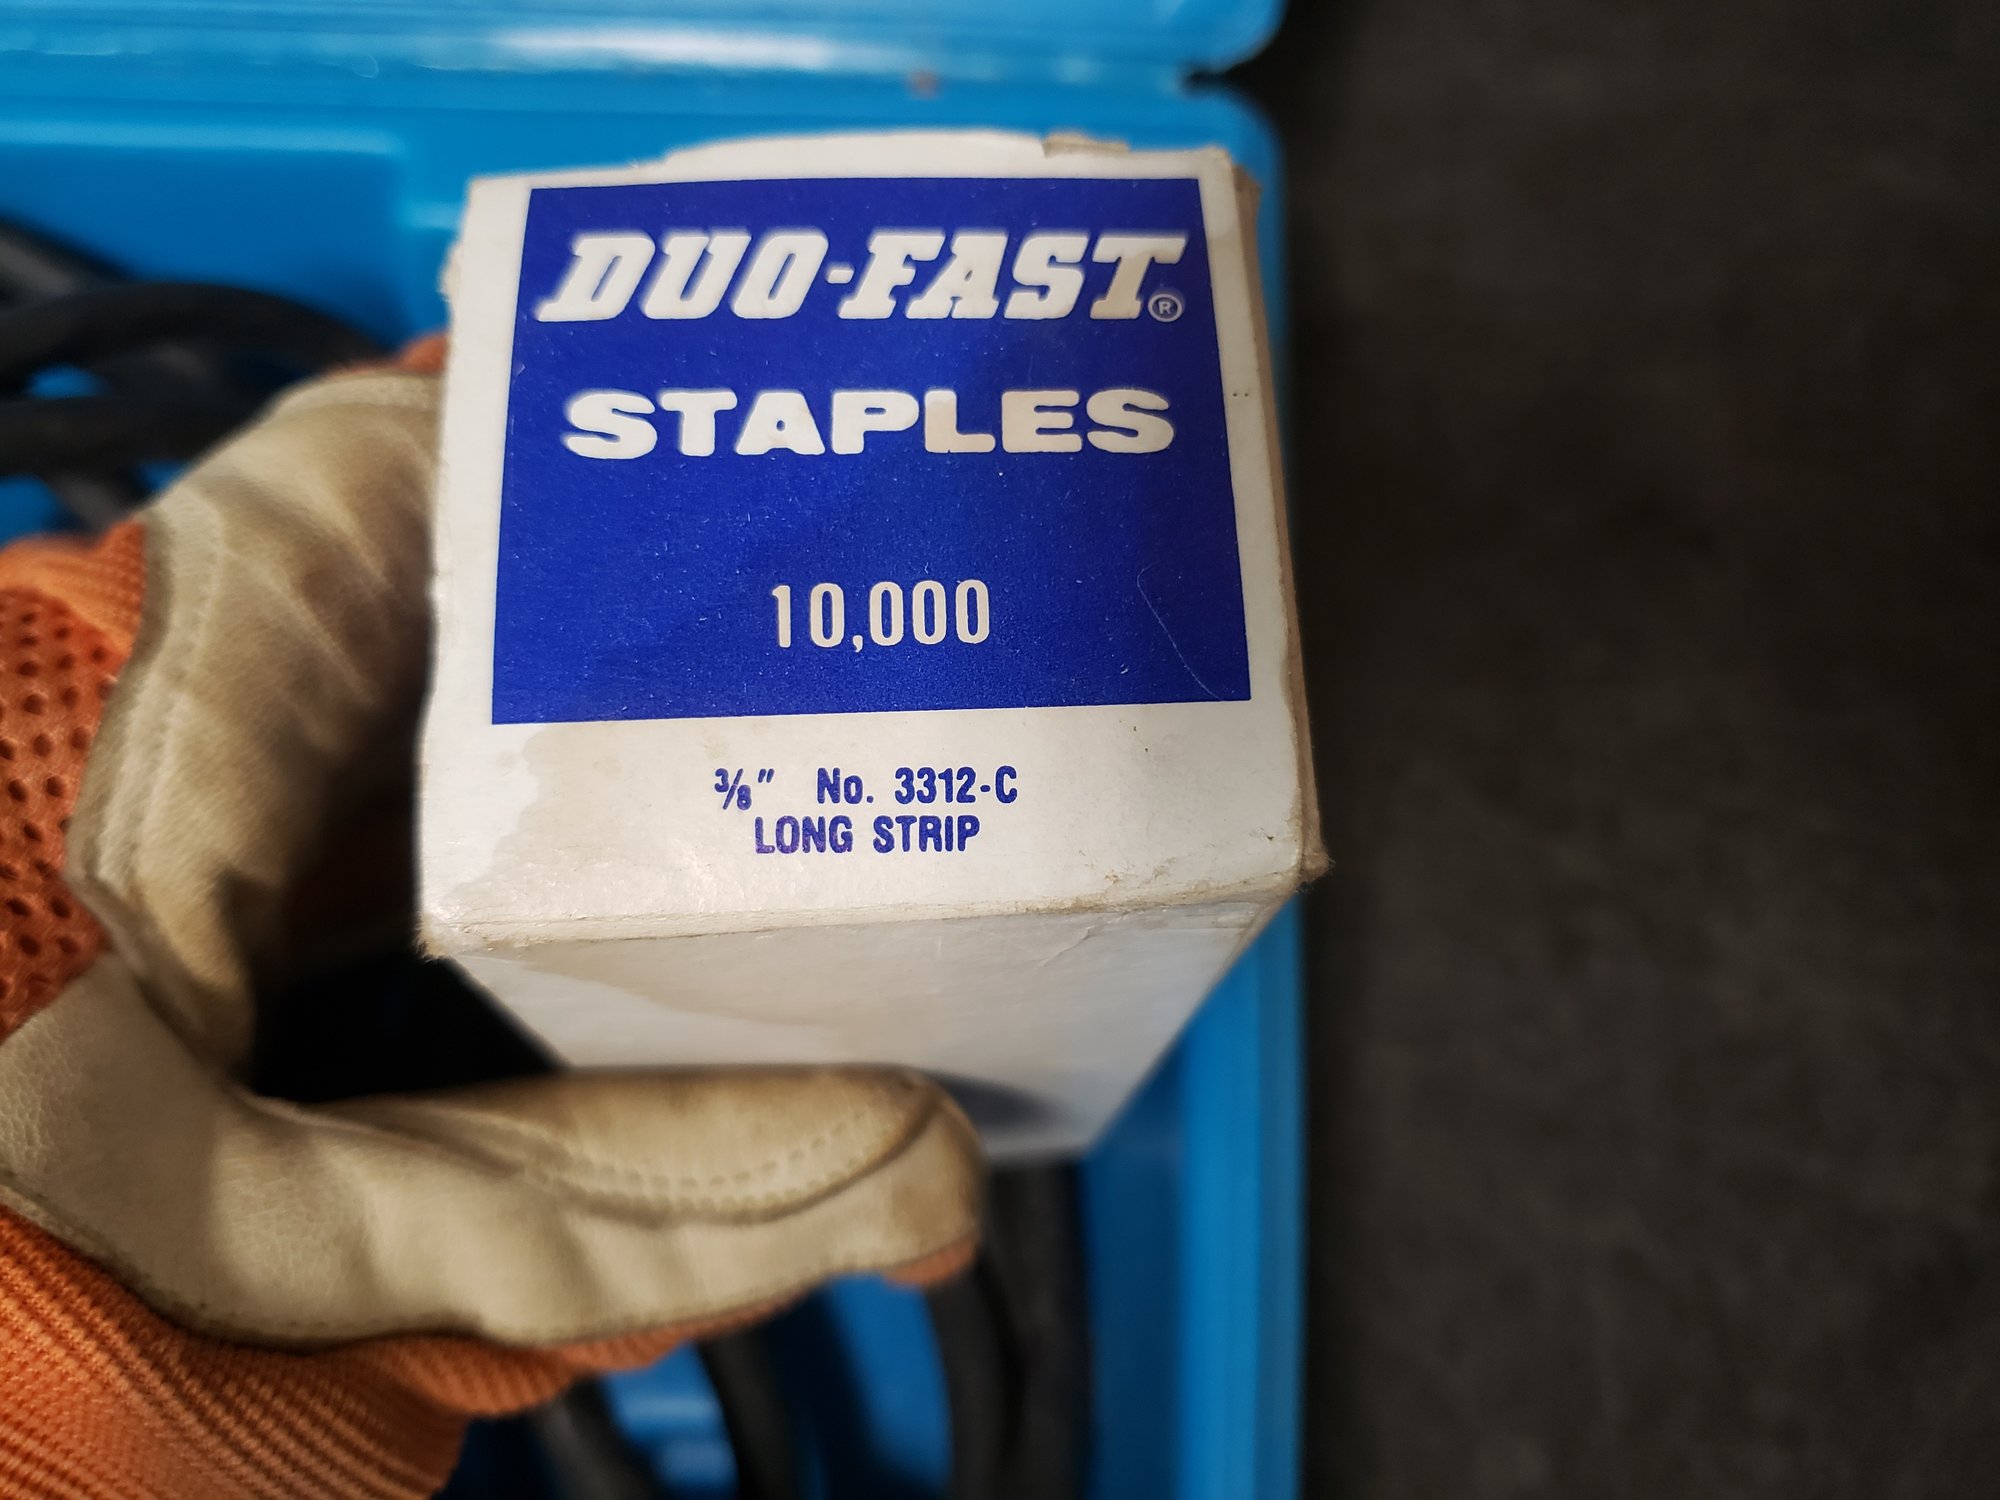 DUO-FAST®
STAPLES
10,000
3/8" No. 3312-C
LONG STRIP